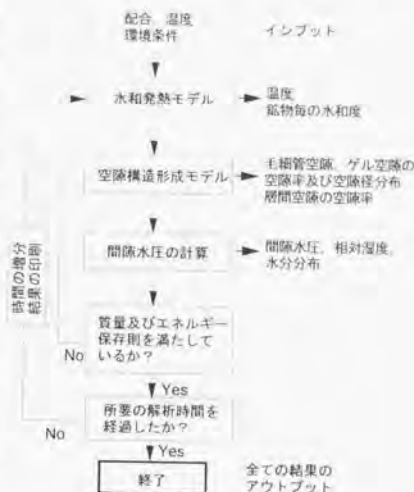 配合、温度
環境条件
インプット
水和発熱モデル
温度
鉱物毎の水和度
空隙構造形成モデル
毛細管空隙、ゲル空隙の
空隙率及び空隙径分布
層間空隙の空隙率
間隙水圧の計算
間隙水圧、相対湿度、
水分分布
時間の増分
結果の印刷
質量及びエネルギー
保存則を満たして
いるか?
No
Yes
所要の解析時間を
経過したか?
No
Yes
終了
全ての結果の
アウトプット